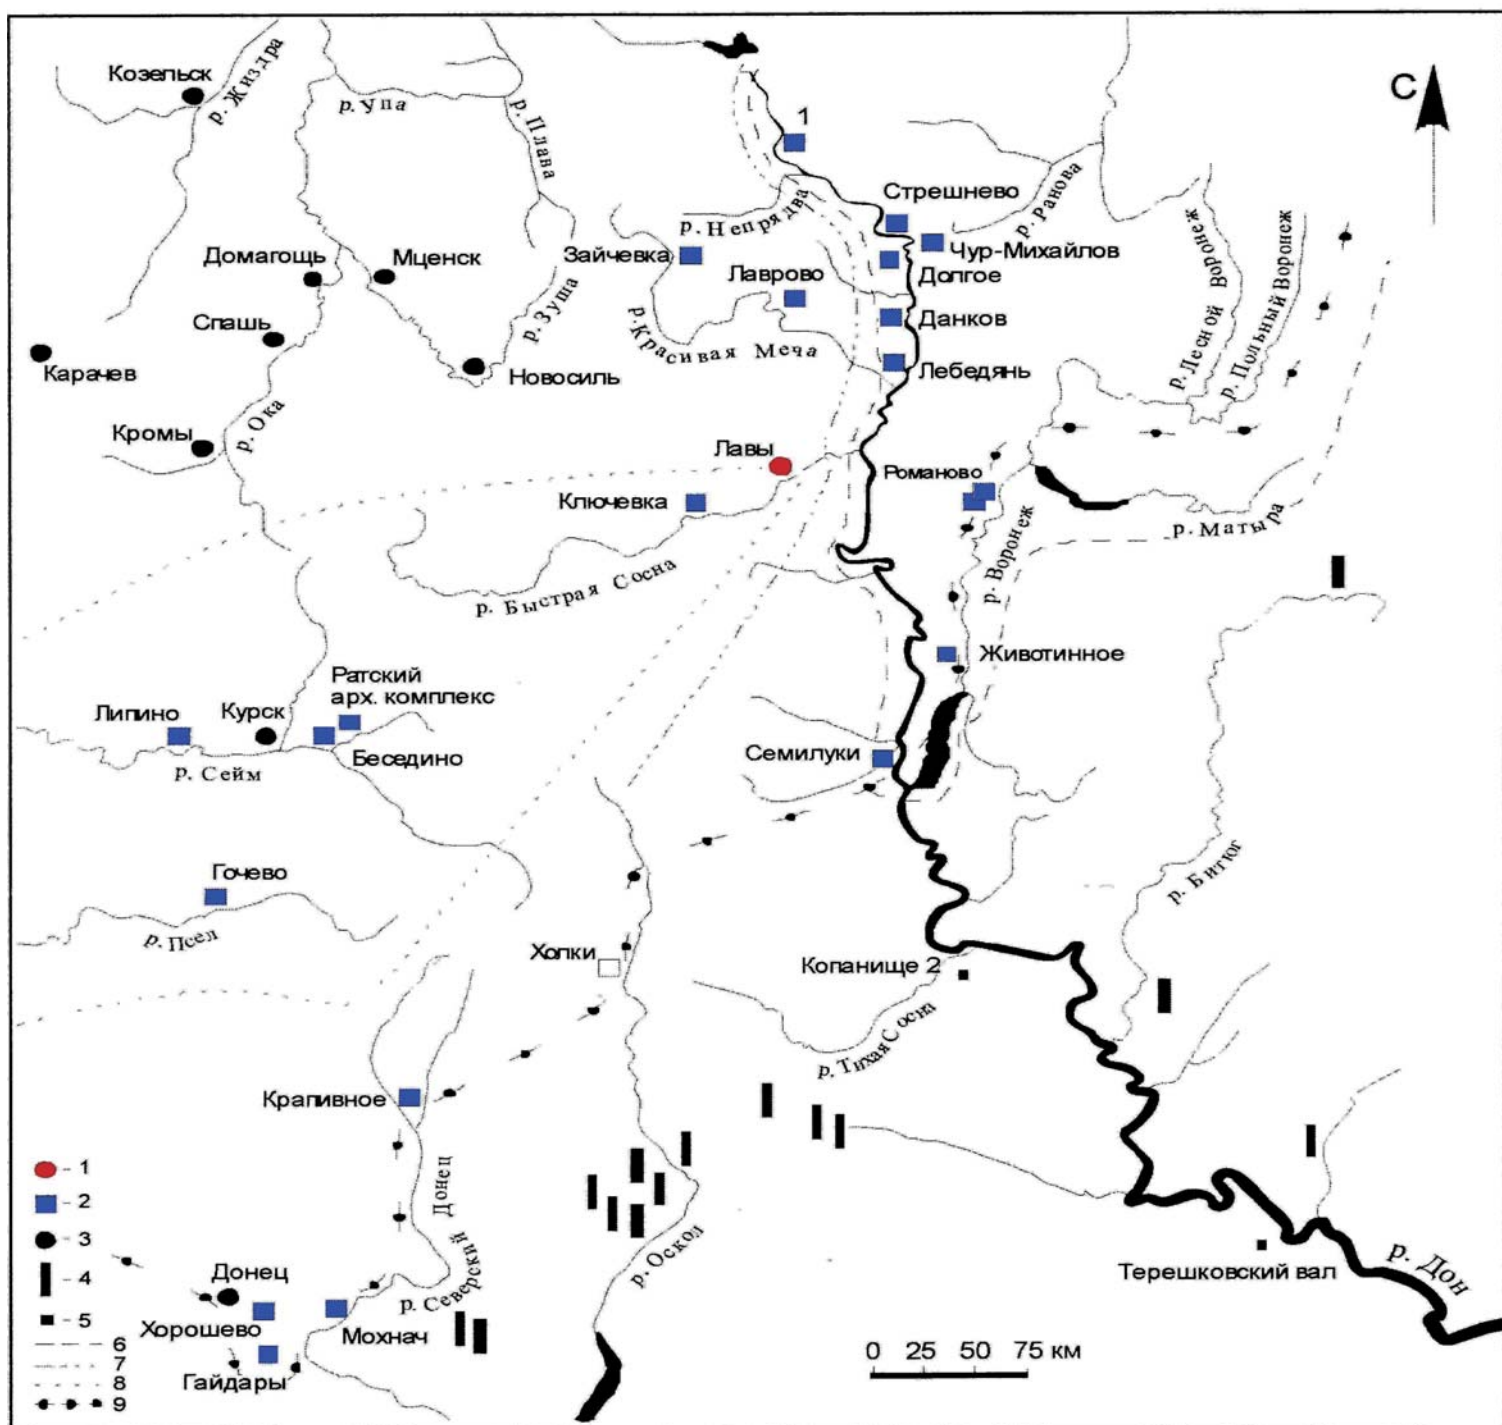 Козельск
р. Жиздра
р. Упа
р. Плава
1
С
Стрешнево
р. Ранова
р. Непрядва
Чур-Михайлов
Зайчевка
Долгое
Лаврово
Домагощь
Мценск
р. Лесной Воронеж
р. Польный Воронеж
р. Зуша
Спашь
Данков
р. Красивая Меча
Карачев
Новосиль
Лебедянь
Кромы
р. Ока
Лавы
Романово
Ключевка
р. Матыра
р. Воронеж
р. Быстрая Сосна
Животинное
Ратский
арх. комплекс
Липино
Курск
Беседино
р. Сейм
Семилуки
р. Битюг
Гочево
р. Псёл
Холки
Копанище 2
р. Тихая Сосна
Крапивное
р. Северский Донец
р. Оскол
Донец
Хорошево
Мохнач
Гайдары
Терешковский вал
р. Дон
- 1
- 2
- 3
- 4
- 5
6
7
8
9
0 25 50 75 км